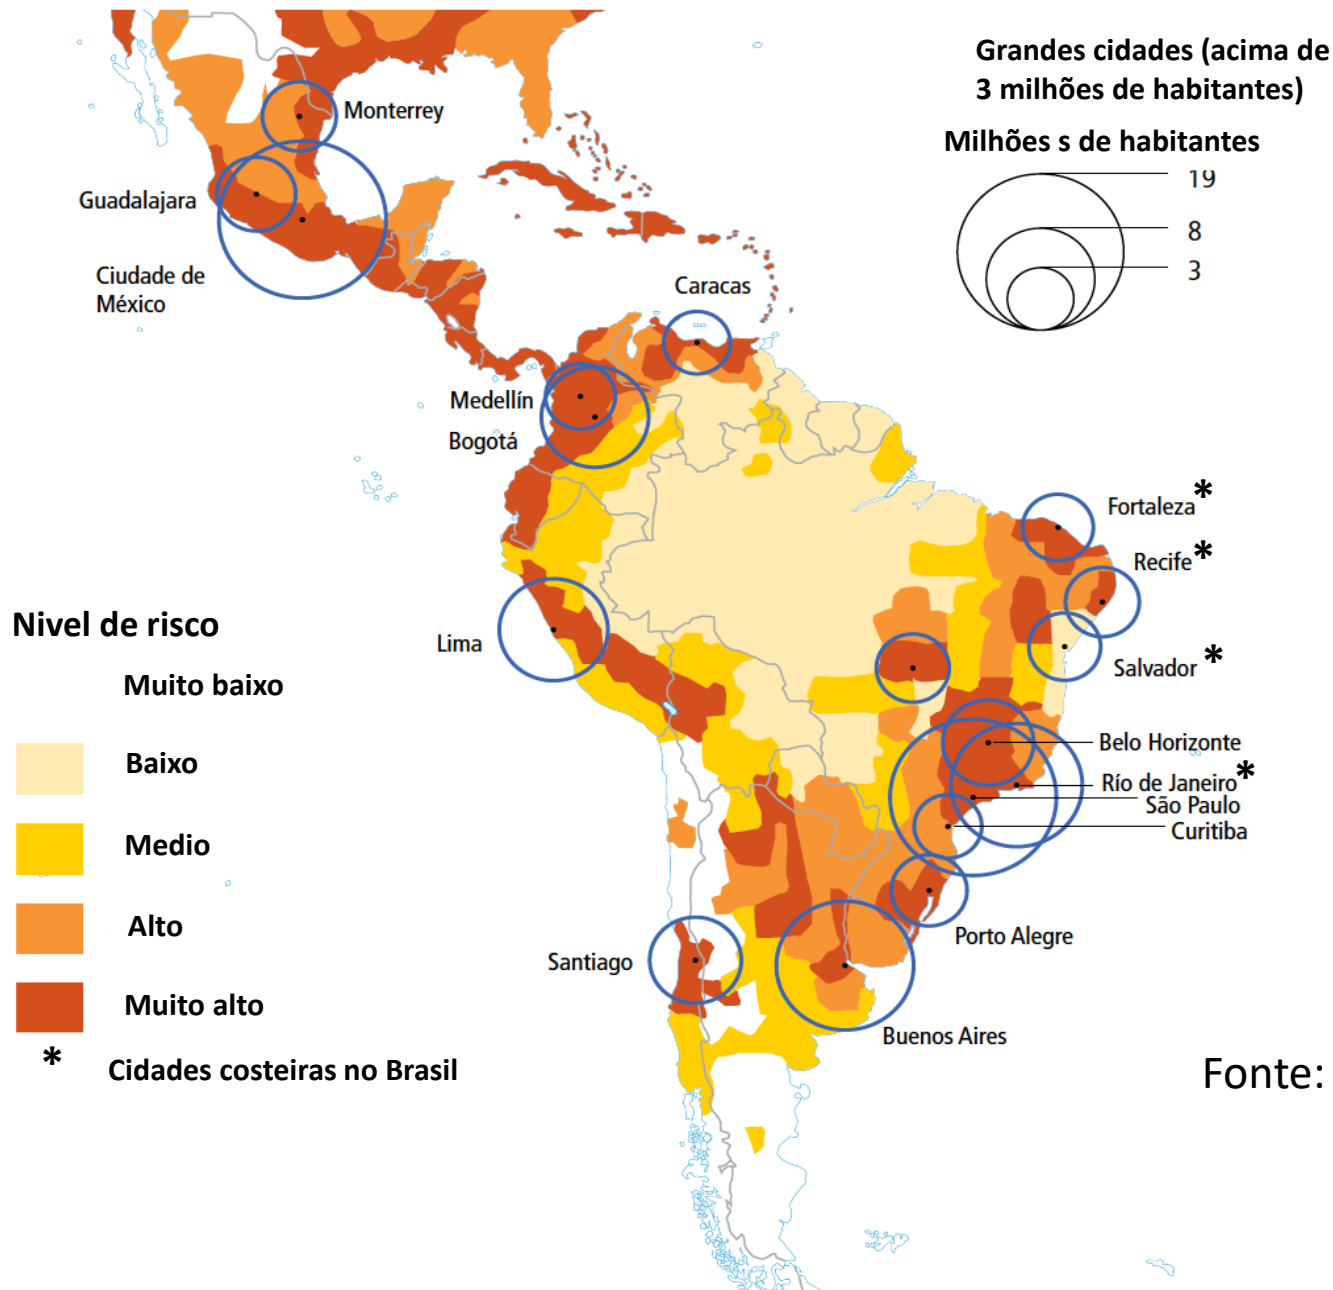 Grandes cidades (acima de
3 milhões de habitantes)
Milhões s de habitantes
19
8
3
Monterrey
Guadalajara
Ciudade de
México
Caracas
Medellín
Bogotá
Fortaleza*
Recife*
Lima
Salvador *
Belo Horizonte
Río de Janeiro*
São Paulo
Curitiba
Porto Alegre
Santiago
Buenos Aires
Nivel de risco
Muito baixo
Baixo
Medio
Alto
Muito alto
* Cidades costeiras no Brasil
Fonte: